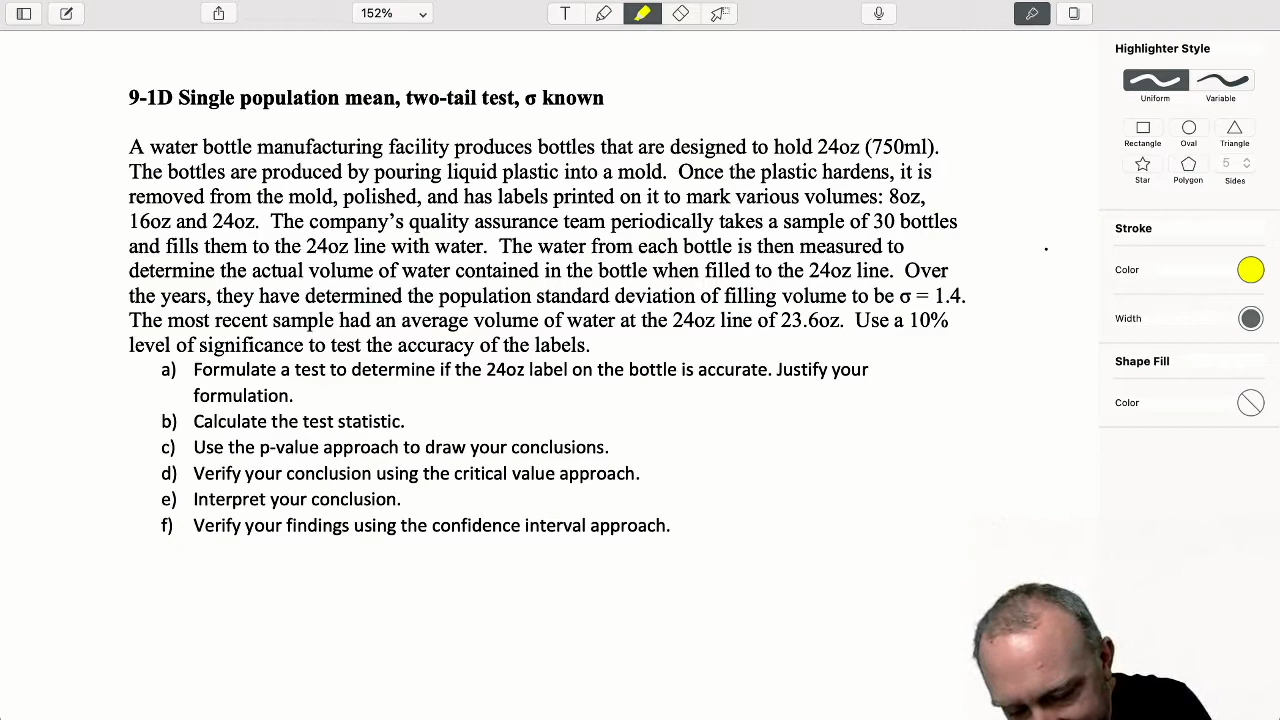 152%
T
Highlighter Style
Uniform
Variable
Rectangle
Oval
Triangle
5
Star
Polygon
Sides
Stroke
Color
Width
Shape Fill
Color
9-1D Single population mean, two-tail test, σ known
A water bottle manufacturing facility produces bottles that are designed to hold 24oz (750ml).
The bottles are produced by pouring liquid plastic into a mold. Once the plastic hardens, it is
removed from the mold, polished, and has labels printed on it to mark various volumes: 8oz,
16oz and 24oz. The company's quality assurance team periodically takes a sample of 30 bottles
and fills them to the 24oz line with water. The water from each bottle is then measured to
determine the actual volume of water contained in the bottle when filled to the 24oz line. Over
the years, they have determined the population standard deviation of filling volume to be σ = 1.4.
The most recent sample had an average volume of water at the 24oz line of 23.6oz. Use a 10%
level of significance to test the accuracy of the labels.
a) Formulate a test to determine if the 24oz label on the bottle is accurate. Justify your
formulation.
b) Calculate the test statistic.
c) Use the p-value approach to draw your conclusions.
d) Verify your conclusion using the critical value approach.
e) Interpret your conclusion.
f) Verify your findings using the confidence interval approach.